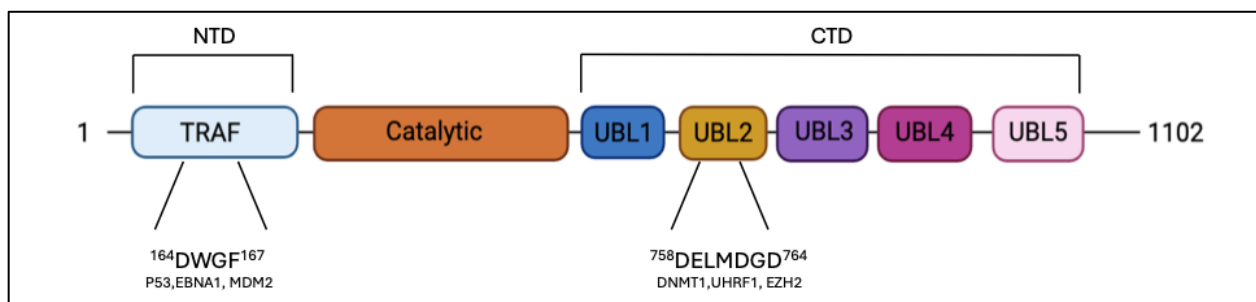 NTD
CTD
1
TRAF
Catalytic
UBL1
UBL2
UBL3
UBL4
UBL5
1102
164DWGF167
P53,EBNA1, MDM2
758DELMDGD764
DNMT1,UHRF1, EZH2